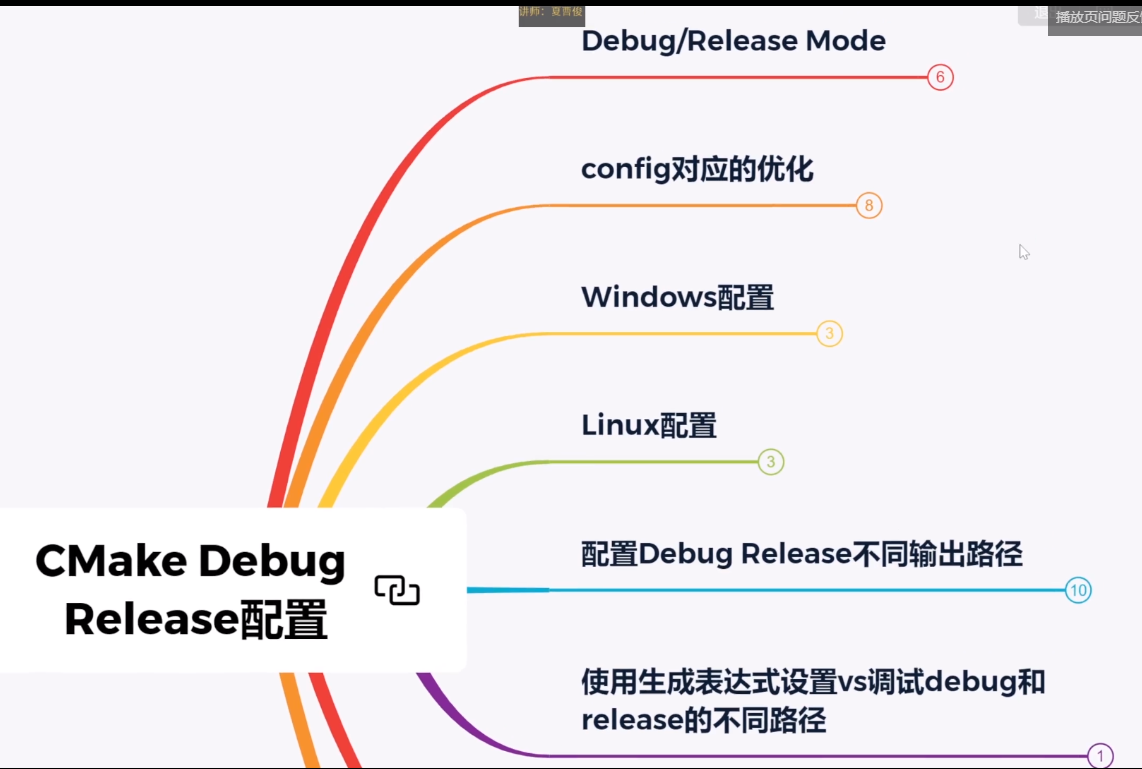 讲师：夏曹俊
播放页问题反
Debug/Release Mode
6
config对应的优化
8
Windows配置
3
Linux配置
3
CMake Debug
Release配置
配置Debug Release不同输出路径
10
使用生成表达式设置vs调试debug和
release的不同路径
1